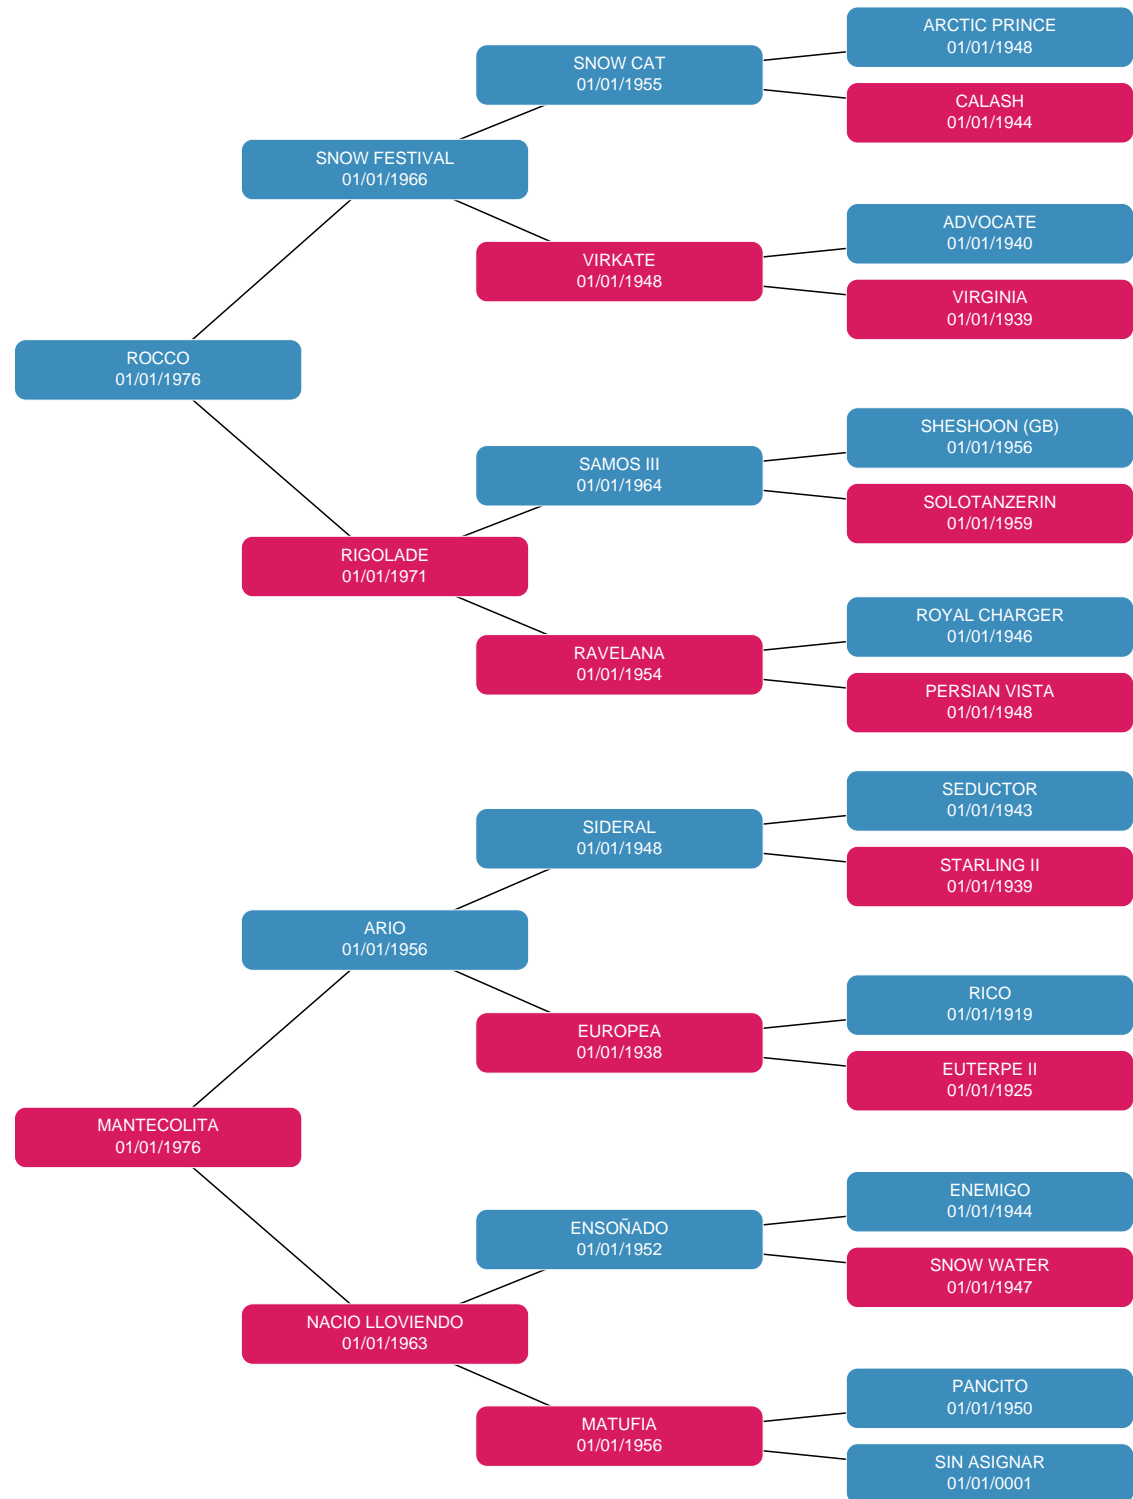 ARCTIC PRINCE
01/01/1948
SNOW CAT
01/01/1955
CALASH
01/01/1944
SNOW FESTIVAL
01/01/1966
ADVOCATE
01/01/1940
VIRKATE
01/01/1948
VIRGINIA
01/01/1939
ROCCO
01/01/1976
SHESHOON (GB)
01/01/1956
SAMOS III
01/01/1964
SOLOTANZERIN
01/01/1959
RIGOLADE
01/01/1971
ROYAL CHARGER
01/01/1946
RAVELANA
01/01/1954
PERSIAN VISTA
01/01/1948
SEDUCTOR
01/01/1943
SIDERAL
01/01/1948
STARLING II
01/01/1939
ARIO
01/01/1956
RICO
01/01/1919
EUROPEA
01/01/1938
EUTERPE II
01/01/1925
MANTECOLITA
01/01/1976
ENEMIGO
01/01/1944
ENSOÑADO
01/01/1952
SNOW WATER
01/01/1947
NACIO LLOVIENDO
01/01/1963
PANCITO
01/01/1950
MATUFIA
01/01/1956
SIN ASIGNAR
01/01/0001